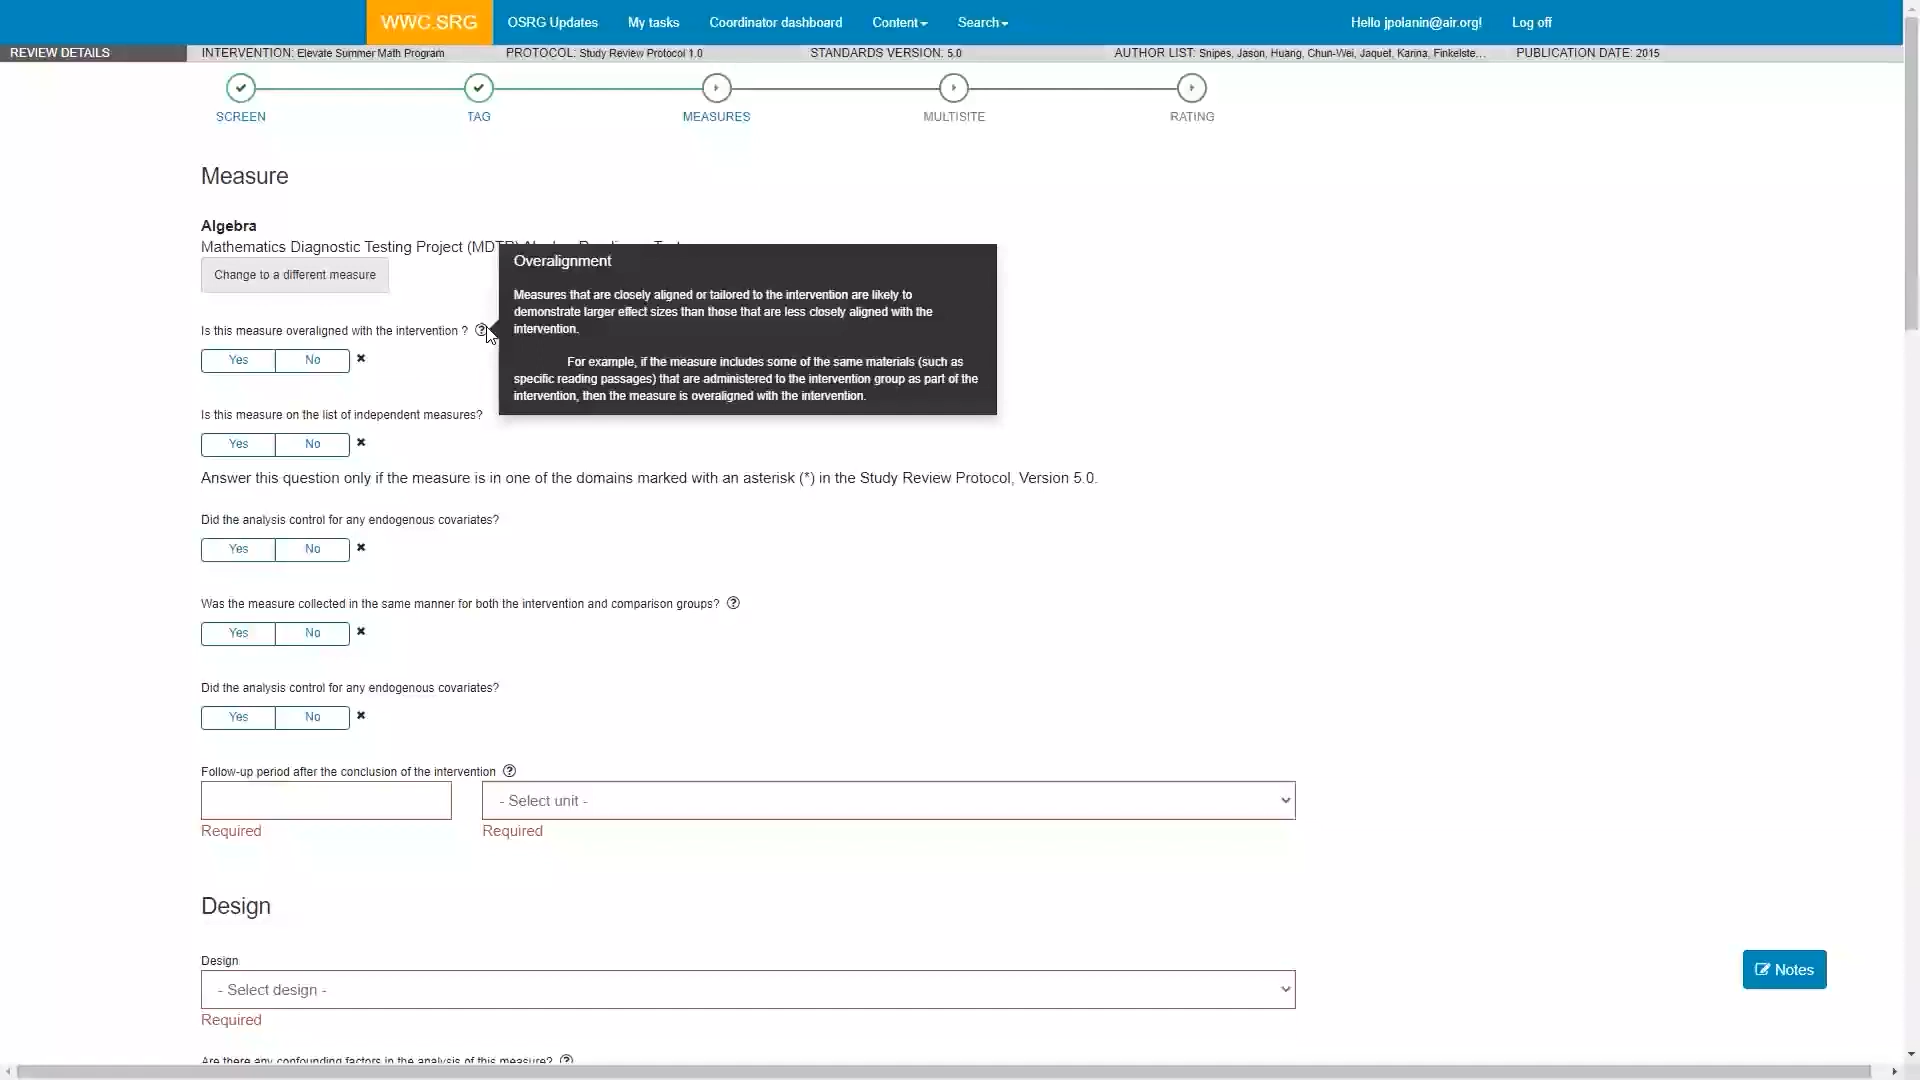 WWC.SRG
OSRG Updates
My tasks
Coordinator dashboard
Content
Search
Hello jpolanin@air.org!
Log off
REVIEW DETAILS
INTERVENTION: Elevate Summer Math Program
PROTOCOL: Study Review Protocol 1.0
STANDARDS VERSION: 5.0
AUTHOR LIST: Snipes, Jason, Huang, Chun-Wei, Jaquet, Karina, Finkelste...
PUBLICATION DATE: 2015
SCREEN
TAG
MEASURES
MULTISITE
RATING
Measure
Algebra
Mathematics Diagnostic Testing Project
Change to a different measure
Overalignment
Measures that are closely aligned or tailored to the intervention are likely to
demonstrate larger effect sizes than those that are less closely aligned with the
intervention.
For example, if the measure includes some of the same materials (such as
specific reading passages) that are administered to the intervention group as part of the
intervention, then the measure is overaligned with the intervention.
Is this measure overaligned with the intervention ?
Yes No
Is this measure on the list of independent measures?
Yes No
Answer this question only if the measure is in one of the domains marked with an asterisk (*) in the Study Review Protocol, Version 5.0.
Did the analysis control for any endogenous covariates?
Yes No
Was the measure collected in the same manner for both the intervention and comparison groups?
Yes No
Did the analysis control for any endogenous covariates?
Yes No
Follow-up period after the conclusion of the intervention
- Select unit -
Required
Required
Design
Design
- Select design -
Required
Notes
Are there any confounding factors in the analysis of this measure?